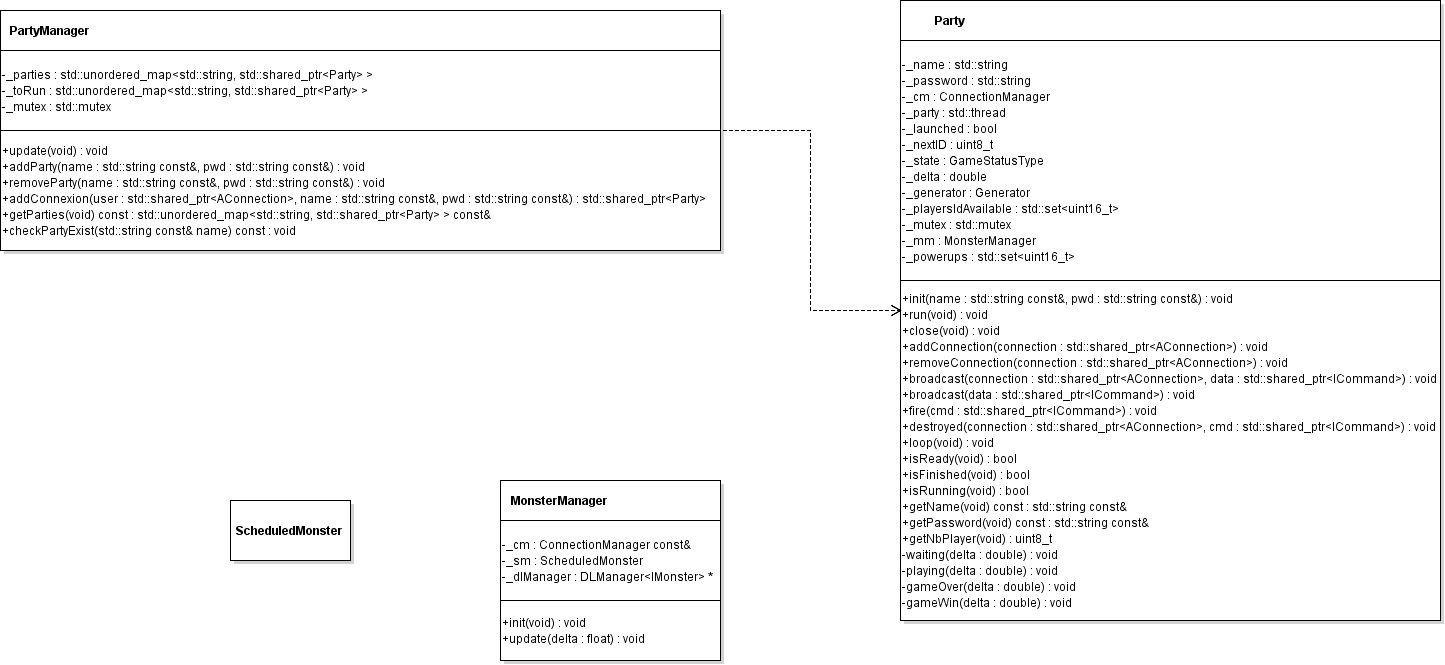 PartyManager
-_parties : std::unordered_map<std::string, std::shared_ptr<Party> >
-_toRun : std::unordered_map<std::string, std::shared_ptr<Party> >
-_mutex : std::mutex
+update(void) : void
+addParty(name : std::string const&, pwd : std::string const&) : void
+removeParty(name : std::string const&, pwd : std::string const&) : void
+addConnexion(user : std::shared_ptr<AConnection>, name : std::string const&, pwd : std::string const&) : std::shared_ptr<Party>
+getParties(void) const : std::unordered_map<std::string, std::shared_ptr<Party> > const&
+checkPartyExist(std::string const& name) const : void
Party
-_name : std::string
-_password : std::string
-_cm : ConnectionManager
-_party : std::thread
-_launched : bool
-_nextID : uint8_t
-_state : GameStatusType
-_delta : double
-_generator : Generator
-_playersIdAvailable : std::set<uint16_t>
-_mutex : std::mutex
-_mm : MonsterManager
-_powerups : std::set<uint16_t>
+init(name : std::string const&, pwd : std::string const&) : void
+run(void) : void
+close(void) : void
+addConnection(connection : std::shared_ptr<AConnection>) : void
+removeConnection(connection : std::shared_ptr<AConnection>) : void
+broadcast(connection : std::shared_ptr<AConnection>, data : std::shared_ptr<ICommand>) : void
+broadcast(data : std::shared_ptr<ICommand>) : void
+fire(cmd : std::shared_ptr<ICommand>) : void
+destroyed(connection : std::shared_ptr<AConnection>, cmd : std::shared_ptr<ICommand>) : void
+loop(void) : void
+isReady(void) : bool
+isFinished(void) : bool
+isRunning(void) : bool
+getName(void) const : std::string const&
+getPassword(void) const : std::string const&
+getNbPlayer(void) : uint8_t
-waiting(delta : double) : void
-playing(delta : double) : void
-gameOver(delta : double) : void
-gameWin(delta : double) : void
ScheduledMonster
MonsterManager
-_cm : ConnectionManager const&
-_sm : ScheduledMonster
-_dlManager : DLManager<IMonster> *
+init(void) : void
+update(delta : float) : void